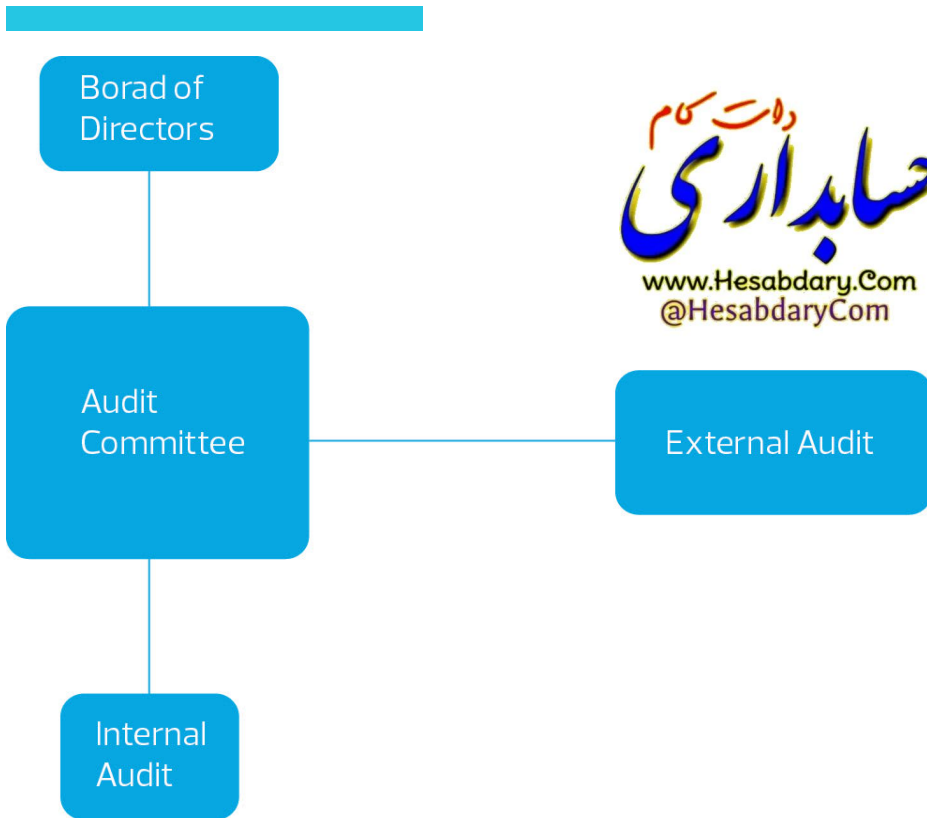 Borad of
Directors
دات کام
حسابداری
www.Hesabdary.Com
@HesabdaryCom
Audit
Committee
External Audit
Internal
Audit